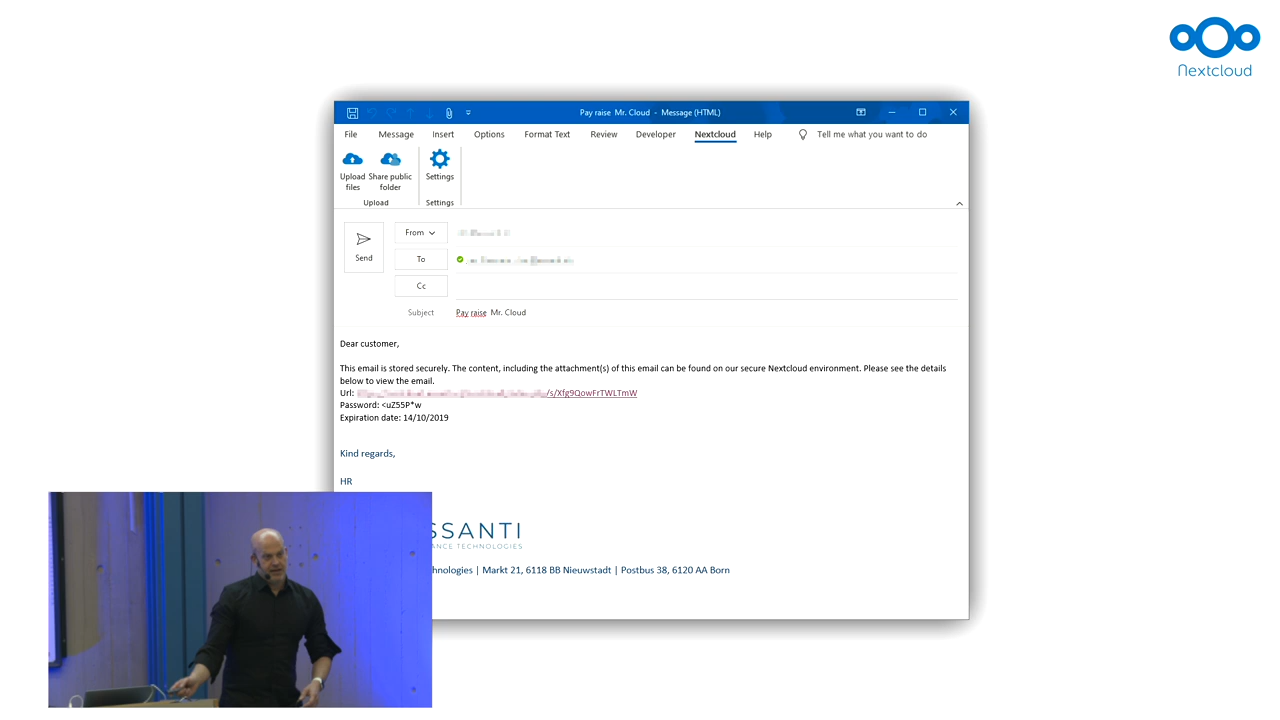 Nextcloud
Pay raise Mr. Cloud - Message (HTML)
File Message Insert Options Format Text Review Developer Nextcloud Help Tell me what you want to do
Upload files
Share public folder
Settings
Upload
Settings
Send
From
To
Cc
Subject Pay raise Mr. Cloud
Dear customer,
This email is stored securely. The content, including the attachment(s) of this email can be found on our secure Nextcloud environment. Please see the details
below to view the email.
Url: /s/Xfg9QowFrTWLTmW
Password: <uZ55P*w
Expiration date: 14/10/2019
Kind regards,
HR
SSANTI
ANCE TECHNOLOGIES
hnologies | Markt 21, 6118 BB Nieuwstadt | Postbus 38, 6120 AA Born